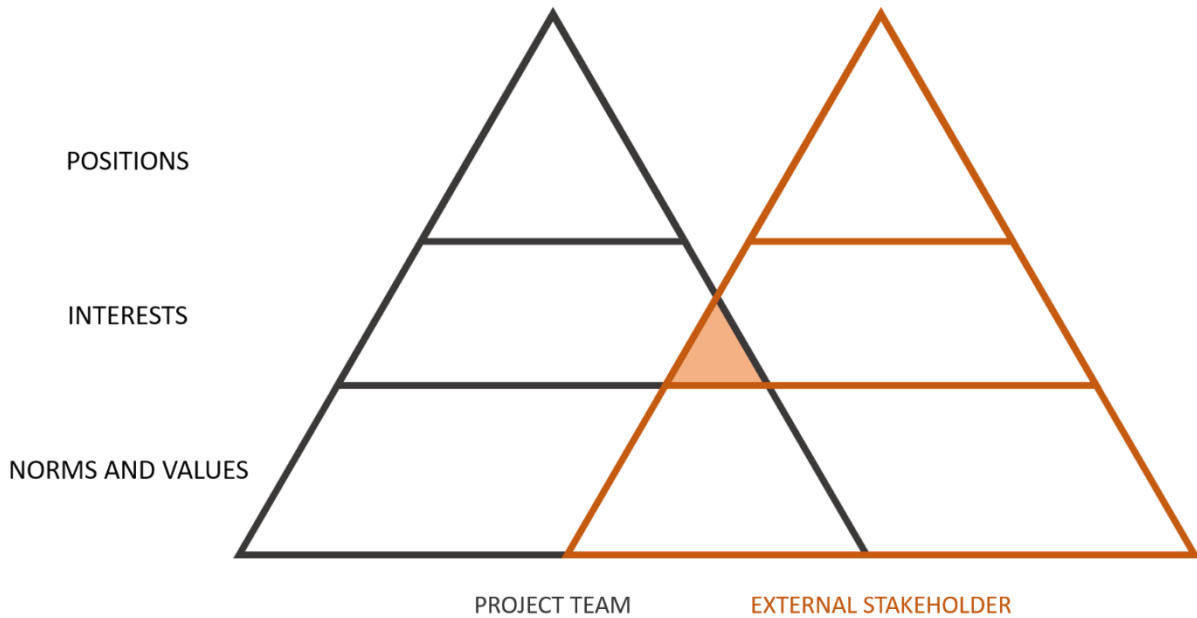 POSITIONS
INTERESTS
NORMS AND VALUES
PROJECT TEAM
EXTERNAL STAKEHOLDER